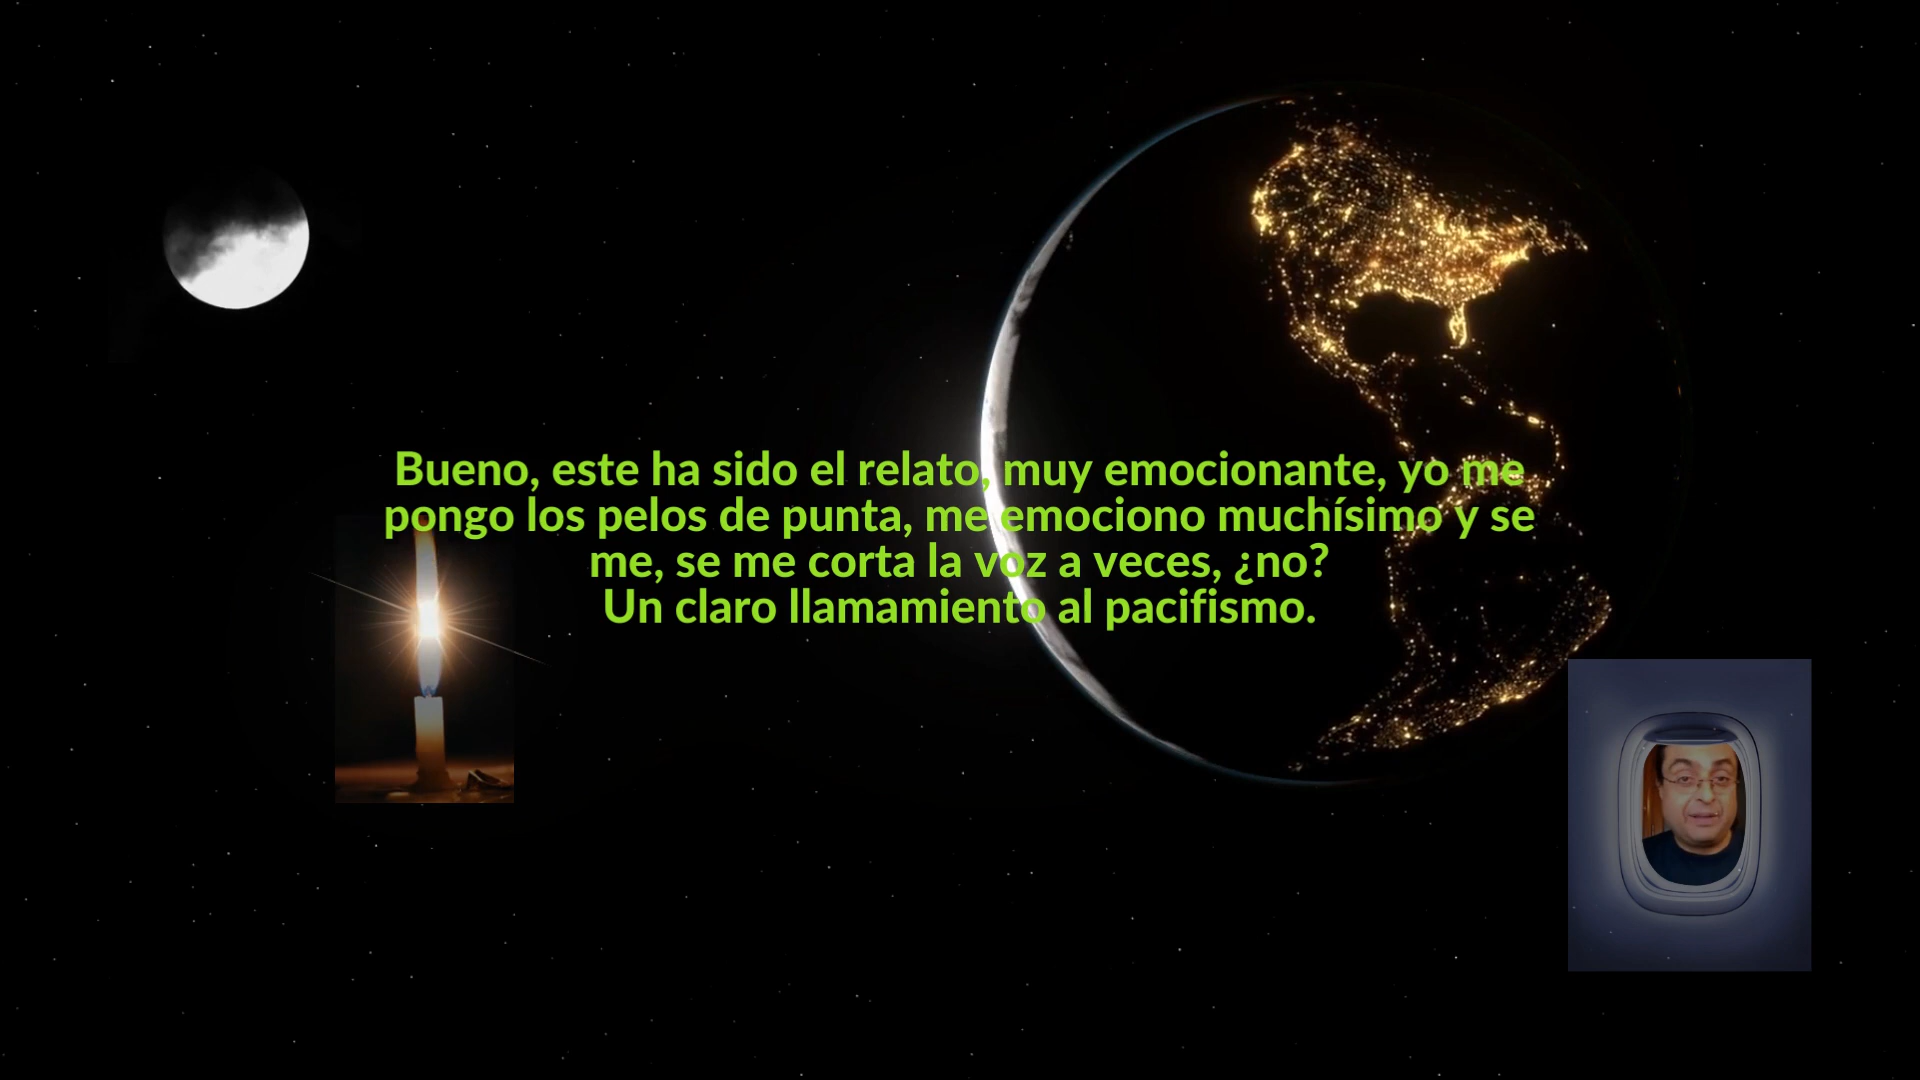 Bueno, este ha sido el relato, muy emocionante, yo me
pongo los pelos de punta, me emociono muchísimo y se
me, se me corta la voz a veces, ¿no?
Un claro llamamiento al pacifismo.